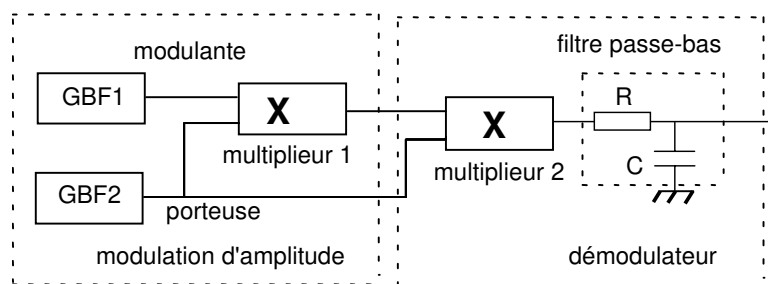 modulante
filtre passe-bas
GBF1
X
R
multiplieur 1
X
C
multiplieur 2
GBF2
porteuse
modulation d'amplitude
démodulateur